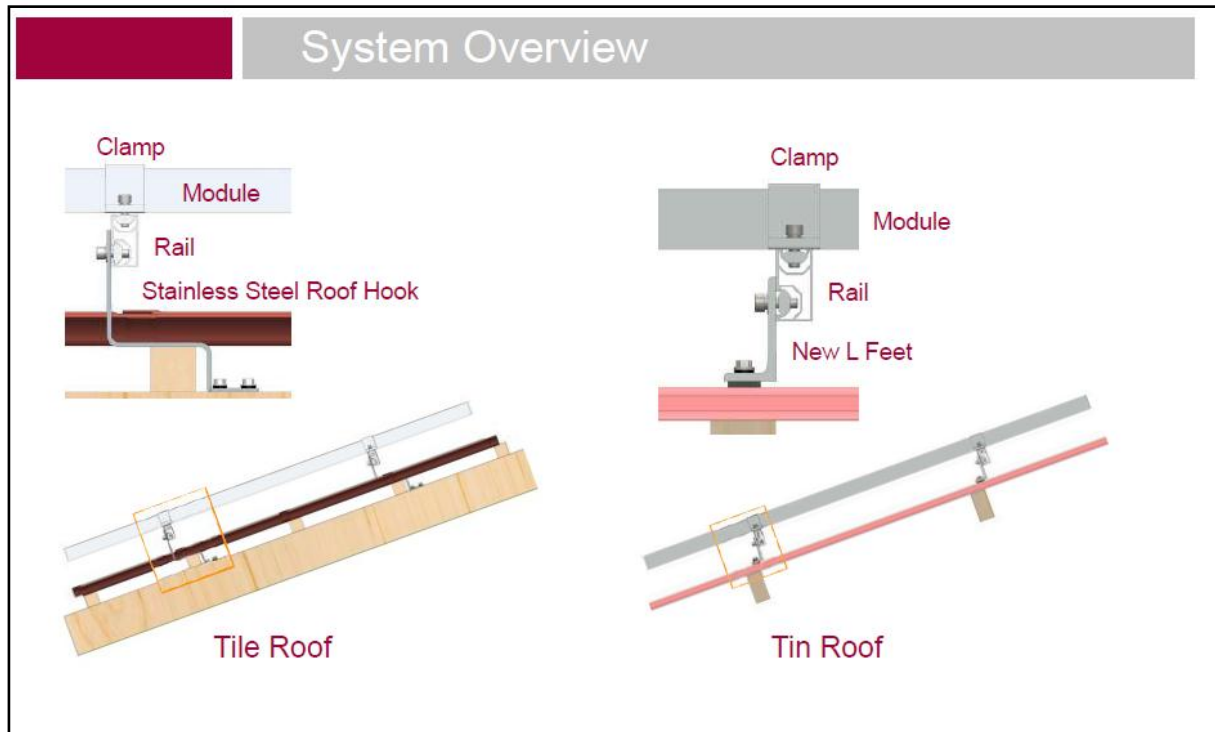 System Overview
Clamp
Module
Rail
Stainless Steel Roof Hook
Tile Roof
Clamp
Module
Rail
New L Feet
Tin Roof